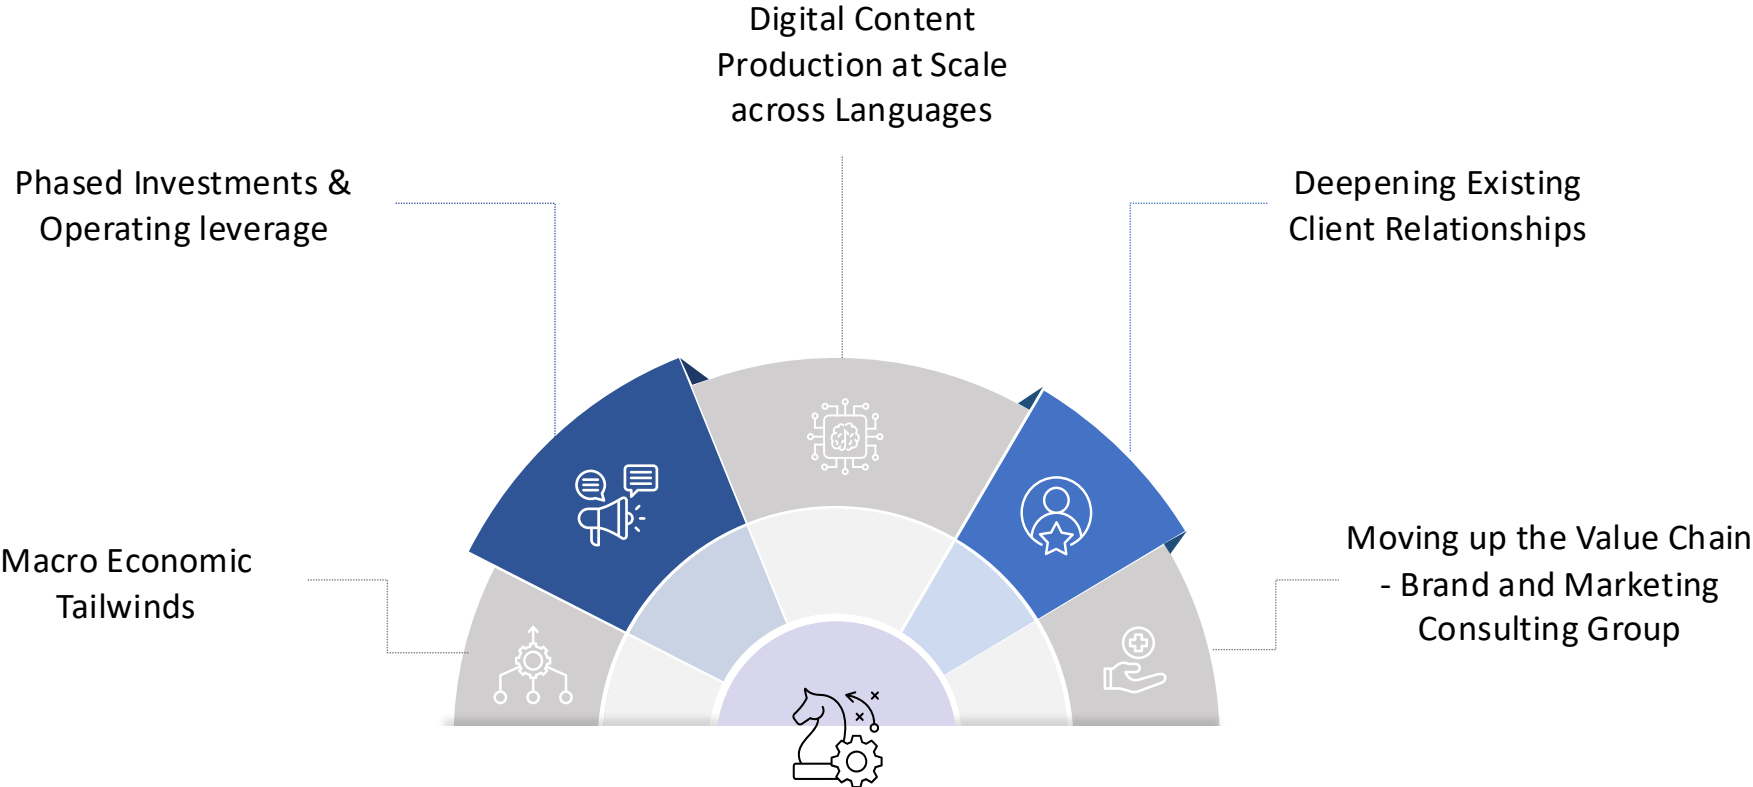 Digital Content
Production at Scale
across Languages
Phased Investments &
Operating leverage
Deepening Existing
Client Relationships
Macro Economic
Tailwinds
Moving up the Value Chain
- Brand and Marketing
Consulting Group